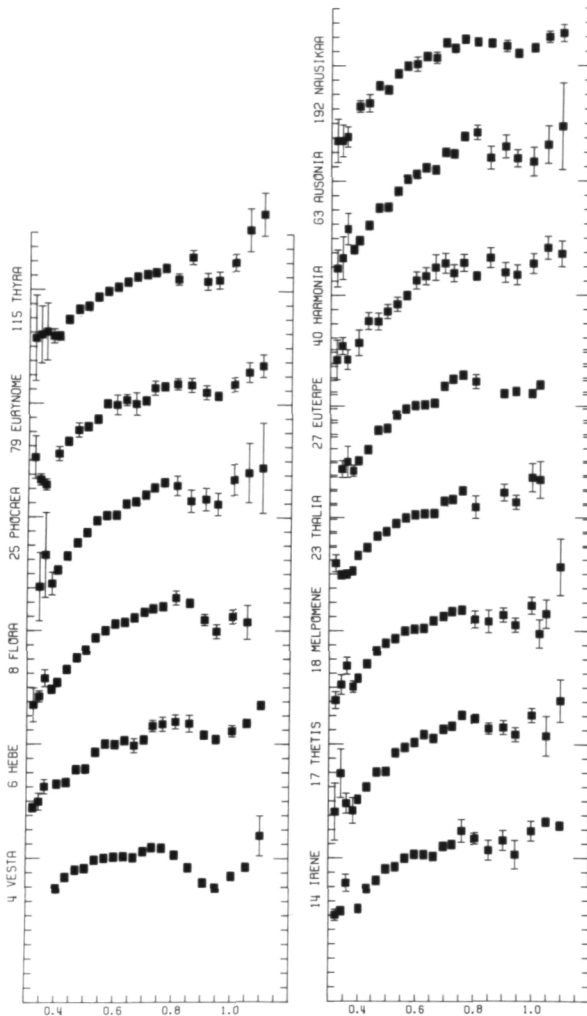 115 THYRA
79 EURYNOME
25 PHOCAEA
8 FLORA
6 HEBE
4 VESTA
0.4 0.6 0.8 1.0
192 NAUSIKAA
63 AUSONIA
40 HARMONIA
27 EUTERPE
23 THALIA
18 MELPOMENE
17 THETIS
14 IRENE
0.4 0.6 0.8 1.0